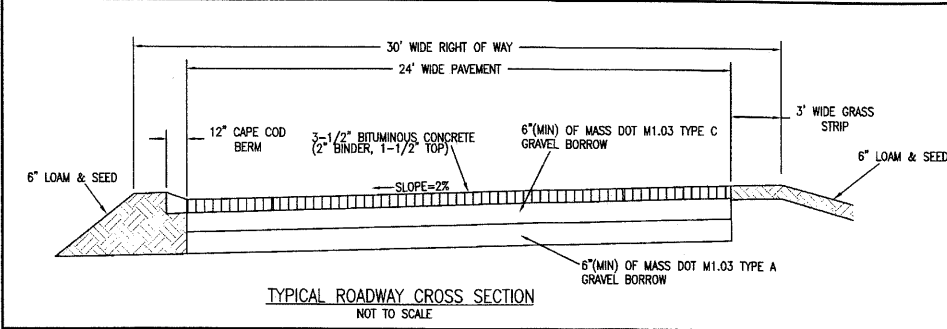 30' WIDE RIGHT OF WAY
24' WIDE PAVEMENT
3' WIDE GRASS
STRIP
12" CAPE COD
BERM
3-1/2" BITUMINOUS CONCRETE
(2" BINDER, 1-1/2" TOP)
6"(MIN) OF MASS DOT M1.03 TYPE C
GRAVEL BORROW
6" LOAM & SEED
6" LOAM & SEED
SLOPE=2%
6"(MIN) OF MASS DOT M1.03 TYPE A
GRAVEL BORROW
TYPICAL ROADWAY CROSS SECTION
NOT TO SCALE